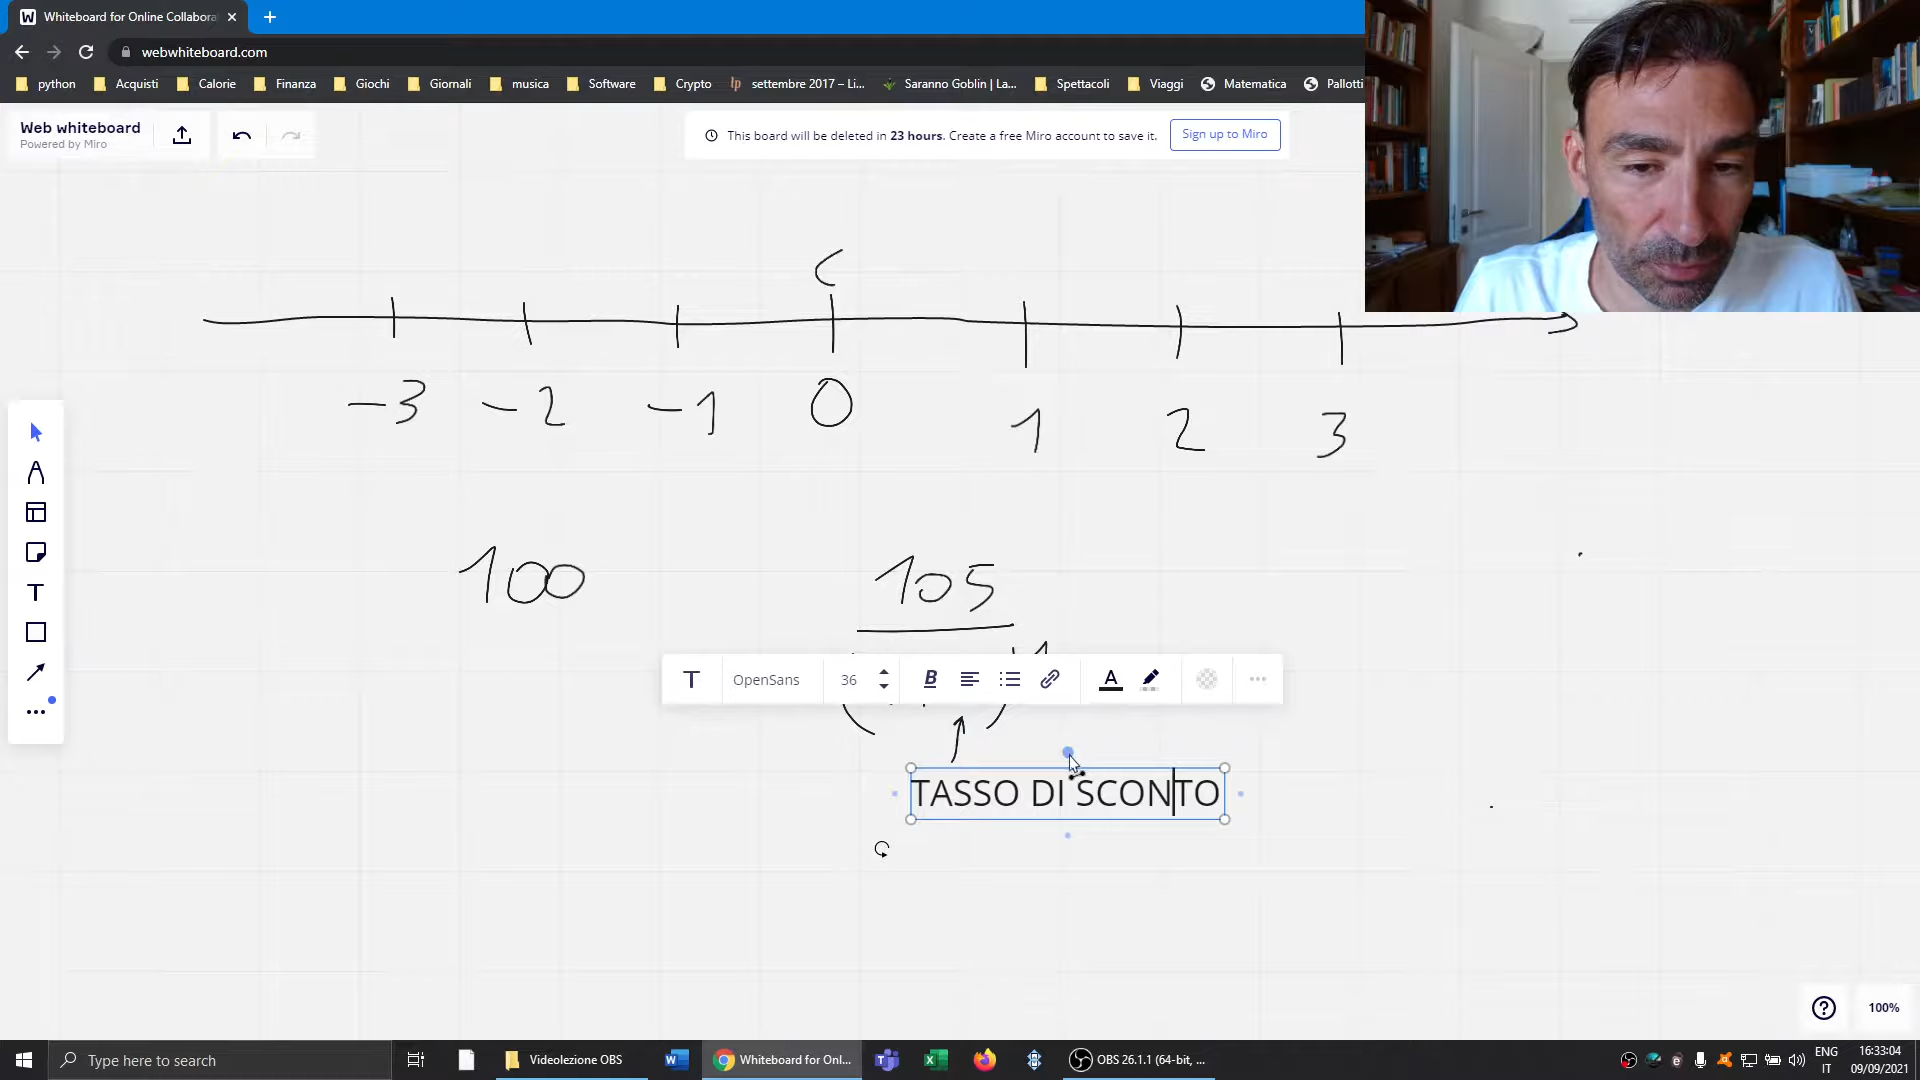 Whiteboard for Online Collabora
webwhiteboard.com
python Acquisti Calorie Finanza Giochi Giornali musica Software Crypto settembre 2017 – Li... Saranno Goblin | La... Spettacoli Viaggi Matematica Pallotti
Web whiteboard
Powered by Miro
This board will be deleted in 23 hours. Create a free Miro account to save it. Sign up to Miro
-3 -2 -1 0 1 2 3
100 105
OpenSans 36 B A
TASSO DI SCONTO
100%
Type here to search
Videolezione OBS
Whiteboard for Onl...
OBS 26.1.1 (64-bit, ...
ENG
IT
16:33:04
09/09/2021